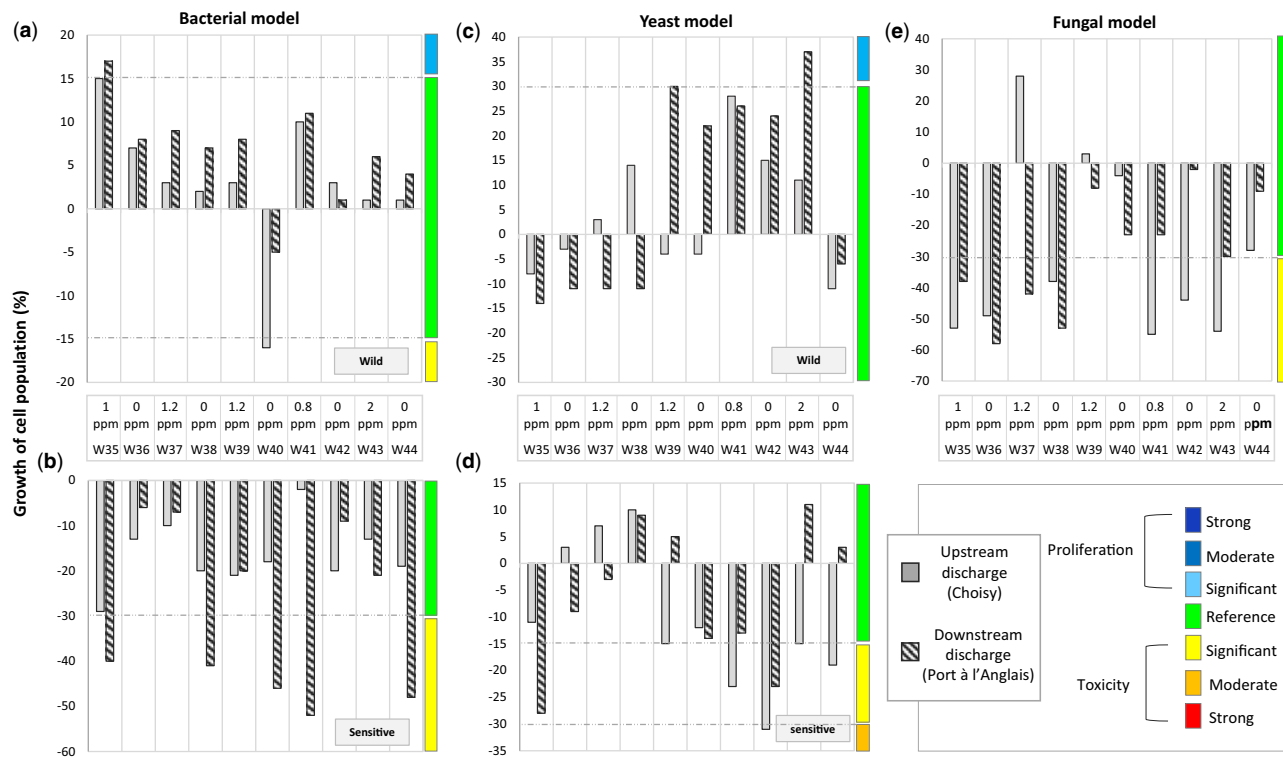 Bacterial model
Yeast model
Fungal model
(a)
(c)
(e)
Growth of cell population (%)
20
15
10
5
0
-5
-10
-15
-20
Wild
40
35
30
25
20
15
10
5
0
-5
-10
-15
-20
-25
-30
Wild
40
30
20
10
0
-10
-20
-30
-40
-50
-60
-70
1 0 1.2 0 1.2 0 0.8 0 2 0
ppm ppm ppm ppm ppm ppm ppm ppm ppm ppm
W35 W36 W37 W38 W39 W40 W41 W42 W43 W44
1 0 1.2 0 1.2 0 0.8 0 2 0
ppm ppm ppm ppm ppm ppm ppm ppm ppm ppm
W35 W36 W37 W38 W39 W40 W41 W42 W43 W44
1 0 1.2 0 1.2 0 0.8 0 2 0
ppm ppm ppm ppm ppm ppm ppm ppm ppm ppm
W35 W36 W37 W38 W39 W40 W41 W42 W43 W44
(b)
(d)
0
-10
-20
-30
-40
-50
-60
Sensitive
15
10
5
0
-5
-10
-15
-20
-25
-30
-35
sensitive
Upstream
discharge
(Choisy)
Downstream
discharge
(Port à l'Anglais)
Proliferation
Strong
Moderate
Significant
Reference
Toxicity
Significant
Moderate
Strong